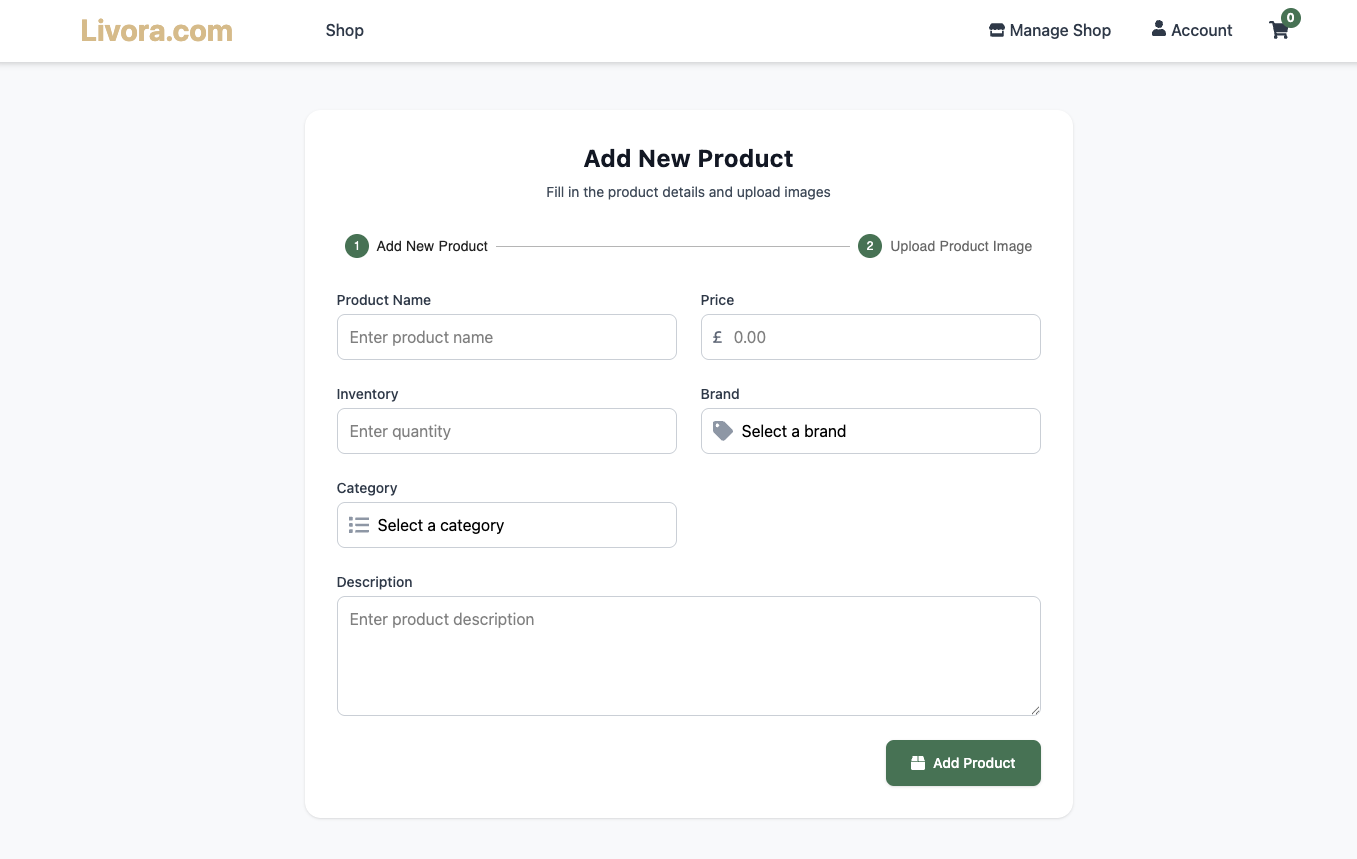 Livora.com Shop Manage Shop Account 0
Add New Product
Fill in the product details and upload images
1 Add New Product 2 Upload Product Image
Product Name Price
Enter product name £ 0.00
Inventory Brand
Enter quantity Select a brand
Category
Select a category
Description
Enter product description
Add Product